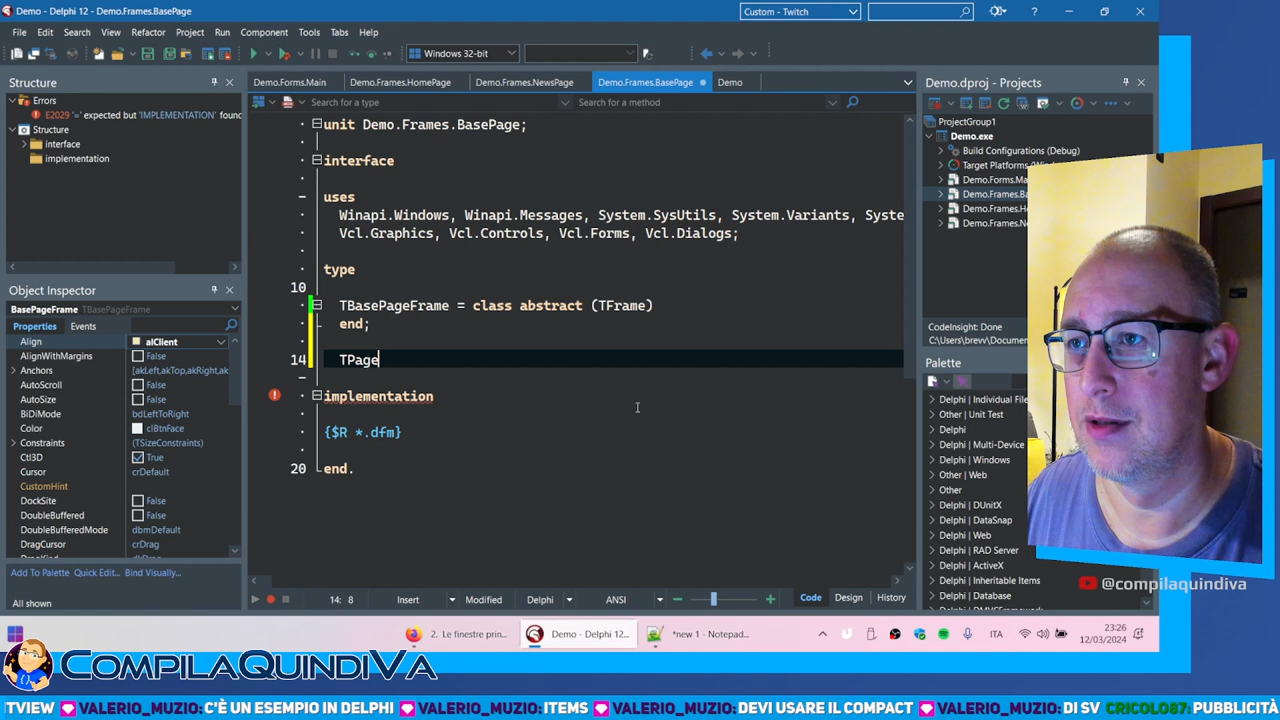 Demo - Delphi 12 - Demo.Frames.BasePage
Custom - Twitch
File Edit Search View Refactor Project Run Component Tools Tabs Help
Windows 32-bit
Structure
Errors
E2029 '=' expected but 'IMPLEMENTATION' found
Structure
interface
implementation
Object Inspector
BasePageFrame TBasePageFrame
Properties Events
Align alClient
AlignWithMargins False
Anchors [akLeft,akTop,akRight,ak
AutoScroll False
AutoSize False
BiDiMode bdLeftToRight
Color clBtnFace
Constraints (TSizeConstraints)
Ctl3D True
Cursor crDefault
CustomHint
DockSite False
DoubleBuffered False
DoubleBufferedMode dbmDefault
DragCursor crDrag
Add To Palette Quick Edit... Bind Visually...
All shown
Demo.Forms.Main Demo.Frames.HomePage Demo.Frames.NewsPage Demo.Frames.BasePage Demo
Search for a type Search for a method
unit Demo.Frames.BasePage;
interface
uses
Winapi.Windows, Winapi.Messages, System.SysUtils, System.Variants, Syste
Vcl.Graphics, Vcl.Controls, Vcl.Forms, Vcl.Dialogs;
type
10
TBasePageFrame = class abstract (TFrame)
end;
14 TPage
implementation
{$R *.dfm}
20 end.
14: 8 Insert Modified Delphi ANSI Code Design History
Demo.dproj - Projects
ProjectGroup1
Demo.exe
Build Configurations (Debug)
Target Platforms (Win
Demo.Forms.Ma
Demo.Frames.Ba
Demo.Frames.H
Demo.Frames.Ne
CodeInsight: Done
C:\Users\brevv\Documen
Palette
Delphi | Individual File
Other | Unit Test
Delphi
Delphi | Multi-Device
Delphi | Windows
Individual Files
Other | Web
Other
Delphi | DUnitX
Delphi | DataSnap
Delphi | Web
Delphi | RAD Server
Delphi | ActiveX
Delphi | Inheritable Items
Delphi | Database
@compilaquindiva
2. Le finestre prin... Demo - Delphi 12... *new 1 - Notepad...
ITA
23:26
12/03/2024
COMPILAQUINDIVA
ITVIEW VALERIO_MUZIO: C'È UN ESEMPIO IN DELPHI VALERIO_MUZIO: ITEMS VALERIO_MUZIO: DEVI USARE IL COMPACT VALERIO_MUZIO: DI SV CRICOLO87: PUBBLICITÀ